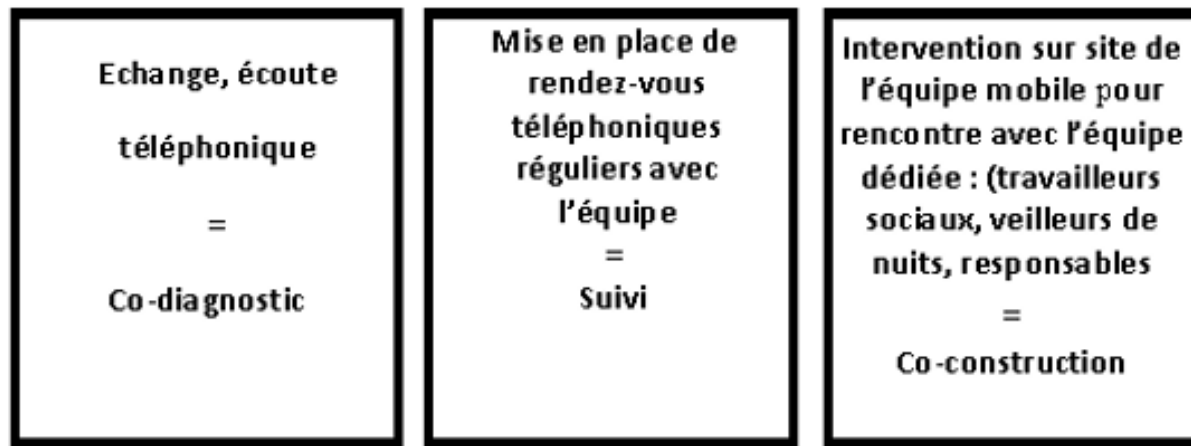 Echange, écoute
téléphonique
=
Co-diagnostic
Mise en place de
rendez-vous
téléphoniques
réguliers avec
l'équipe
=
Suivi
Intervention sur site de
l'équipe mobile pour
rencontre avec l'équipe
dédiée : (travailleurs
sociaux, veilleurs de
nuits, responsables
=
Co-construction